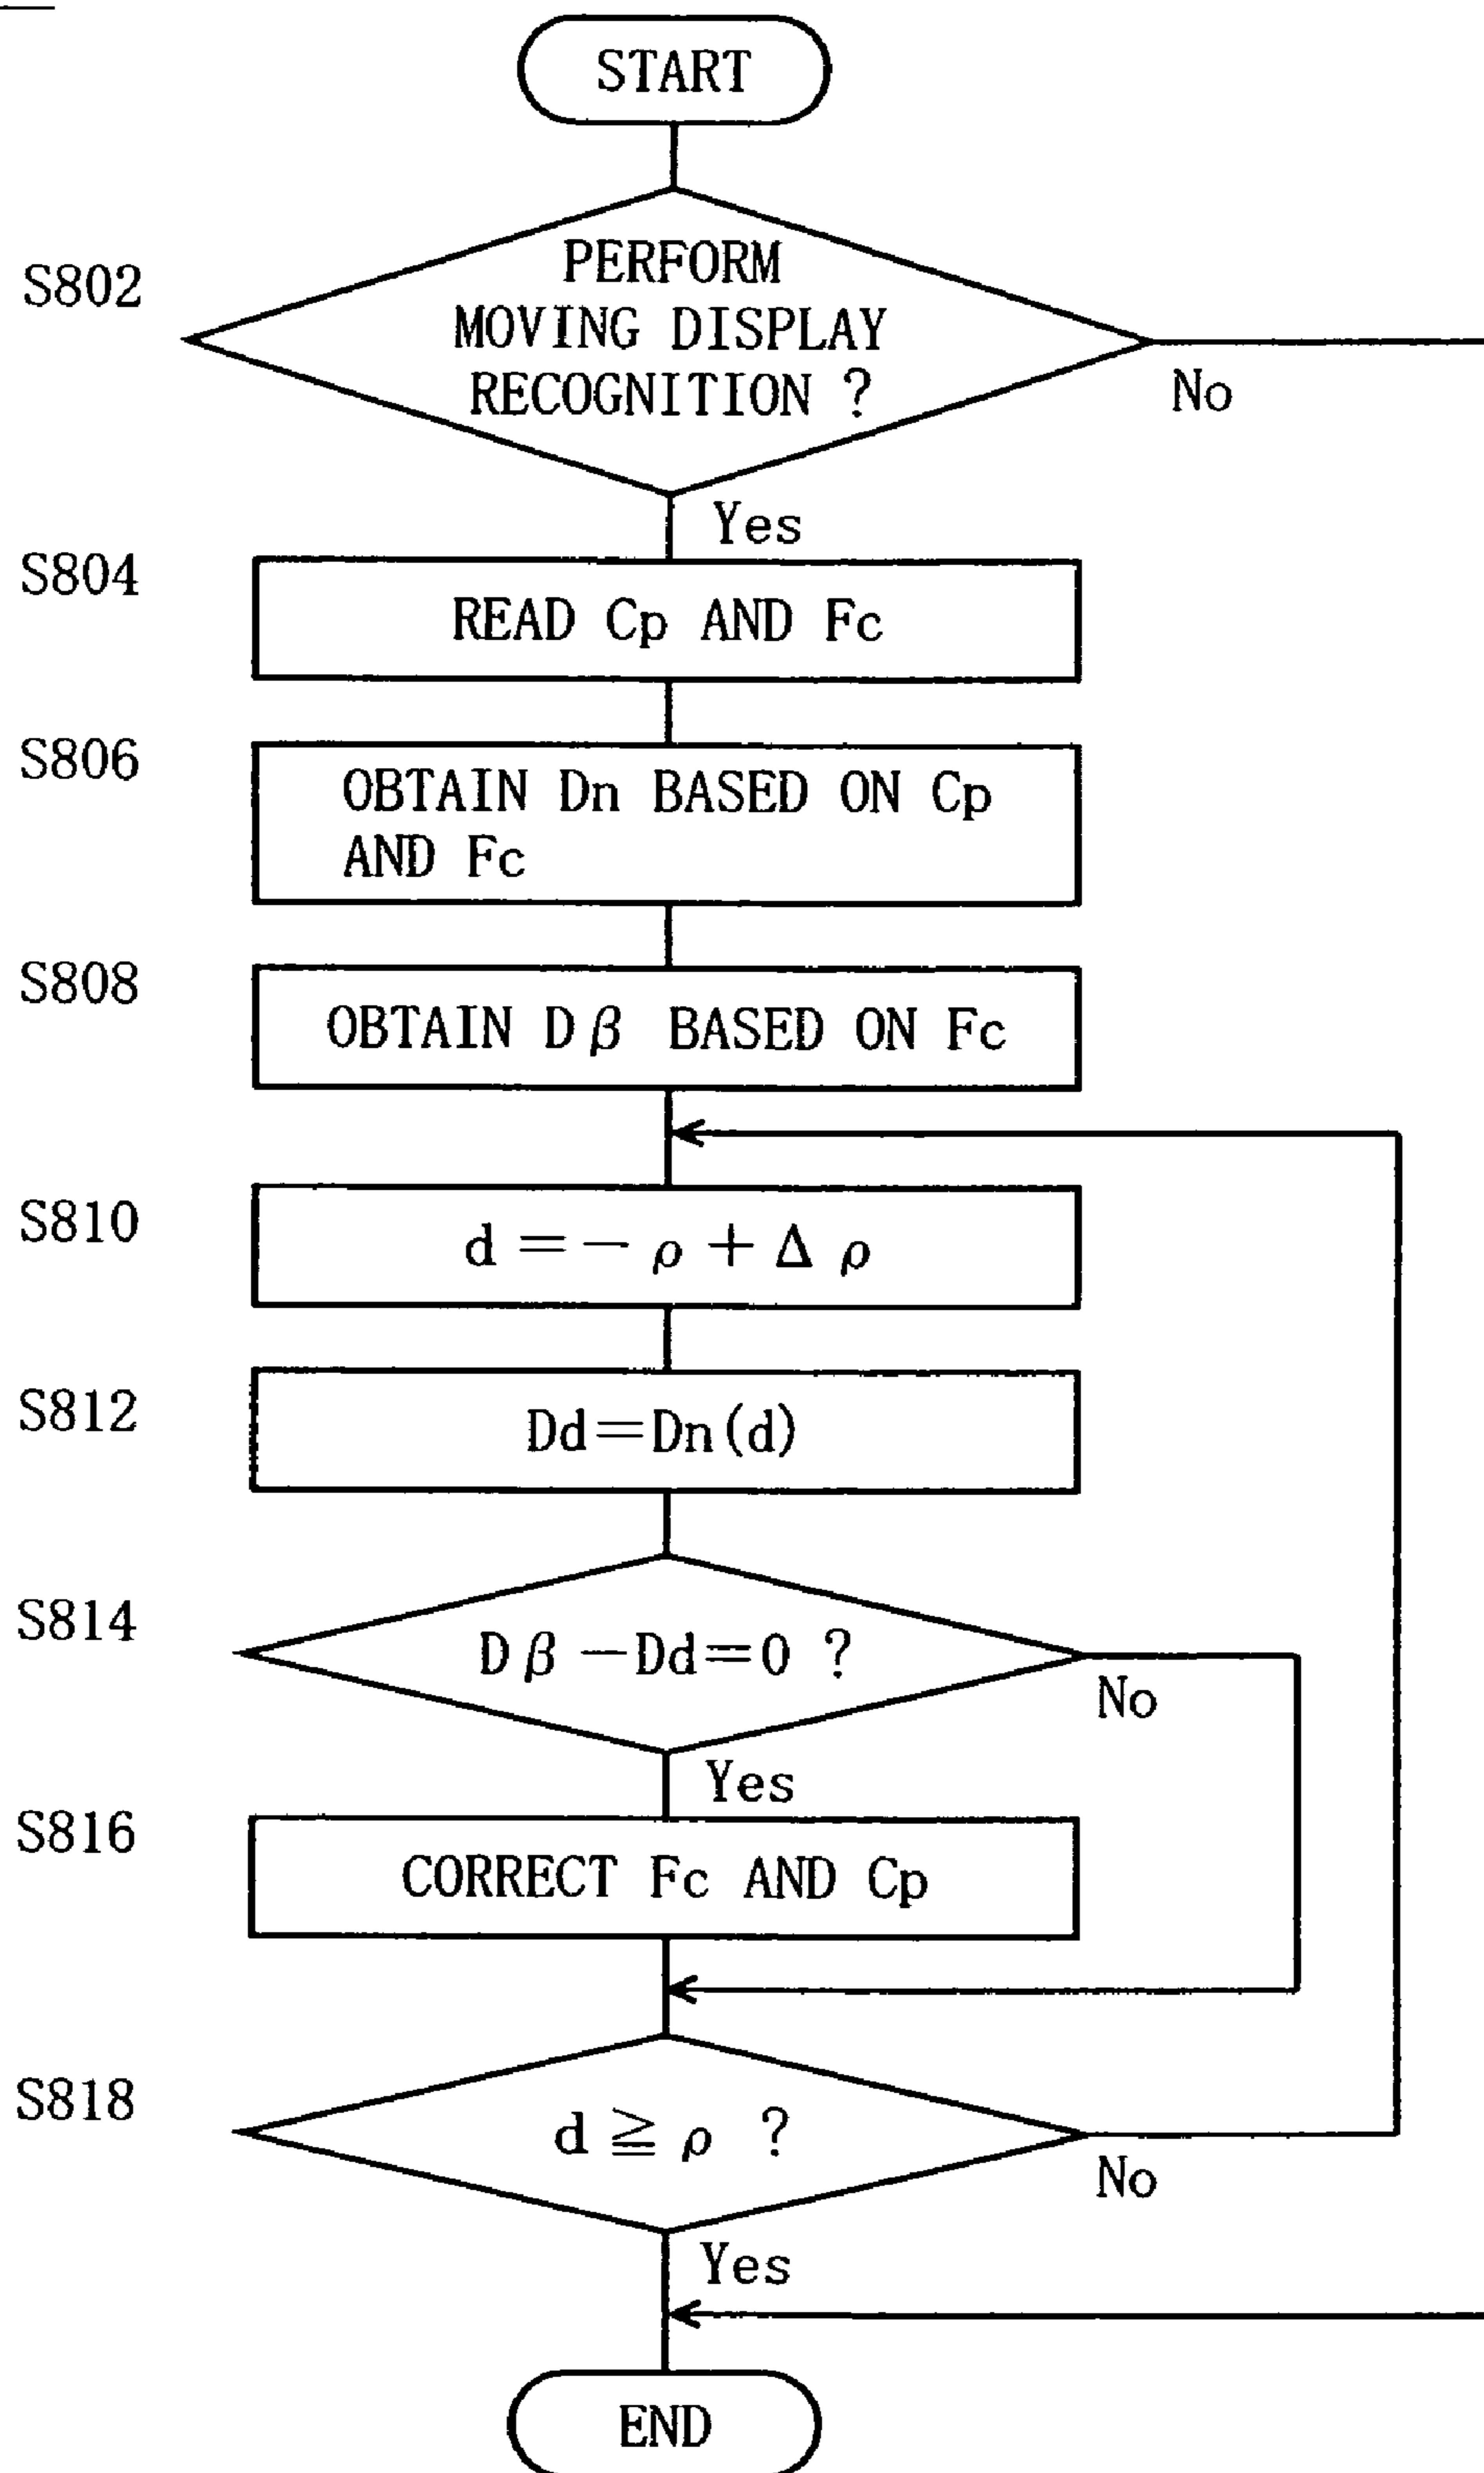 START
S802
PERFORM
MOVING DISPLAY
RECOGNITION ?
No
Yes
S804
READ Cp AND Fc
S806
OBTAIN Dn BASED ON Cp
AND Fc
S808
OBTAIN Dβ BASED ON Fc
S810
d=-ρ+Δρ
S812
Dd=Dn(d)
S814
Dβ-Dd=0 ?
No
Yes
S816
CORRECT Fc AND Cp
S818
d≧ρ ?
No
Yes
END